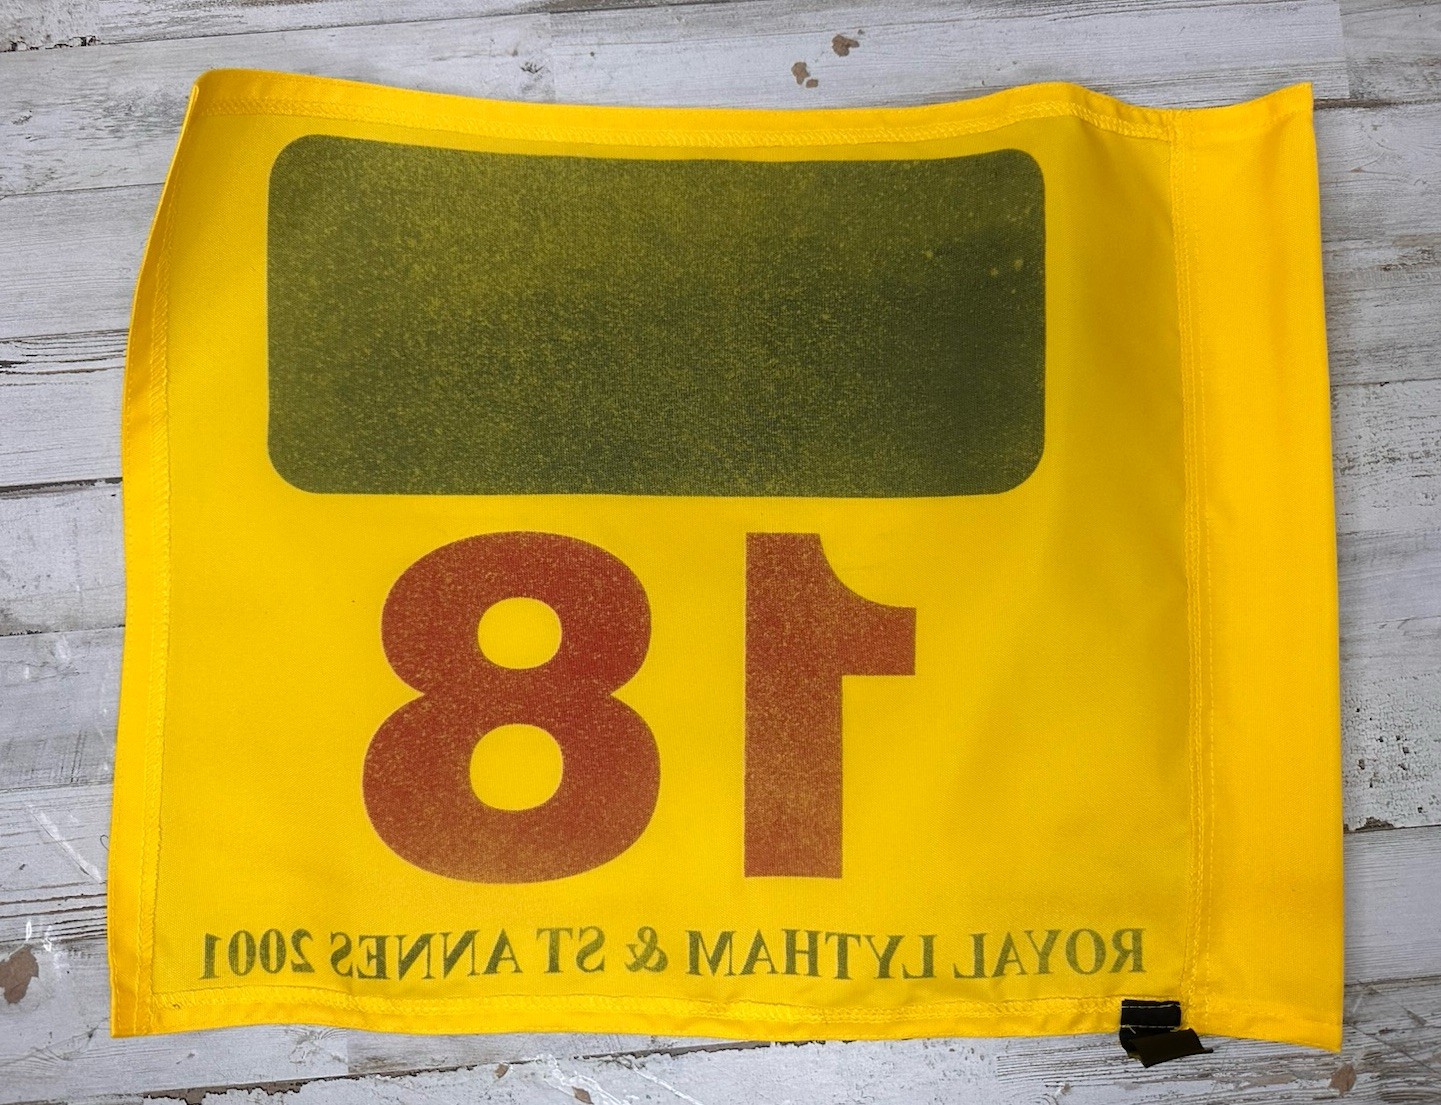 18
ROYAL LYTHAM & ST ANNES 2001